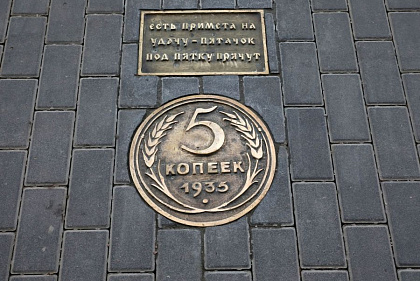 есть примета на
удачу – пятачок
под пятку прячут
5
КОПЕЕК
1935